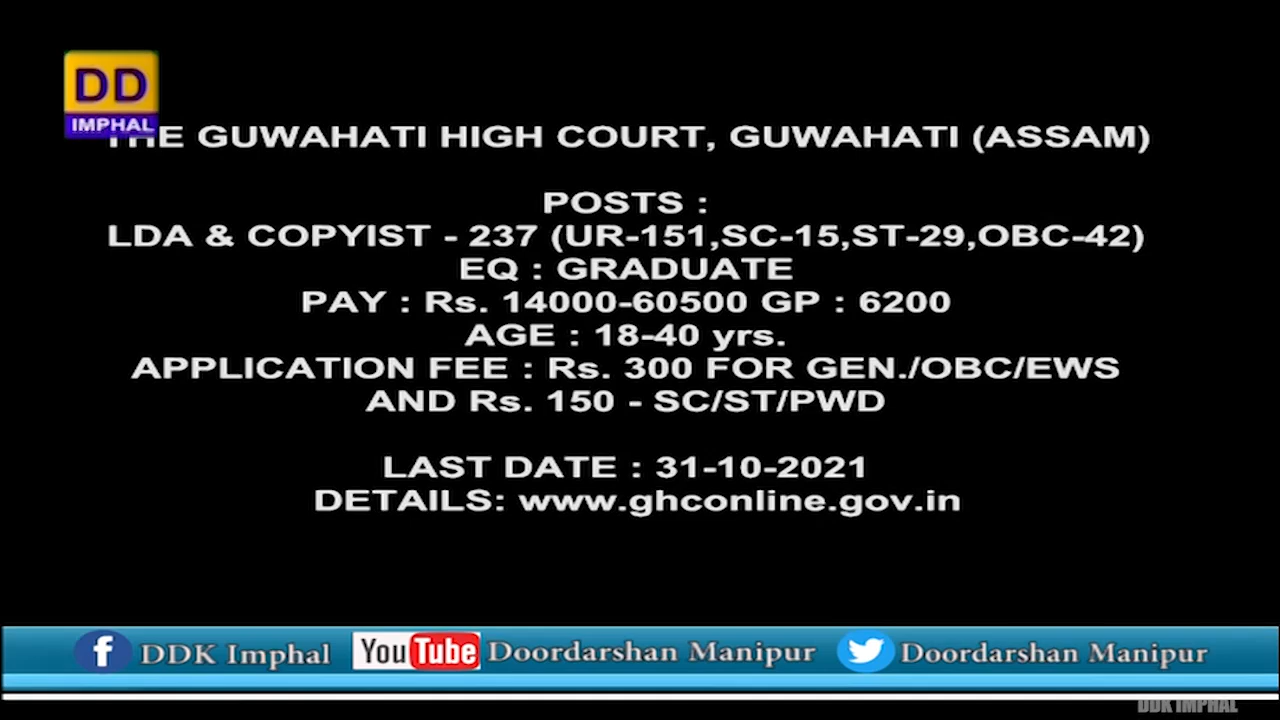 DD
IMPHAL
THE GUWAHATI HIGH COURT, GUWAHATI (ASSAM)
POSTS :
LDA & COPYIST - 237 (UR-151,SC-15,ST-29,OBC-42)
EQ : GRADUATE
PAY : Rs. 14000-60500 GP : 6200
AGE : 18-40 yrs.
APPLICATION FEE : Rs. 300 FOR GEN./OBC/EWS
AND Rs. 150 - SC/ST/PWD
LAST DATE : 31-10-2021
DETAILS: www.ghconline.gov.in
f DDK Imphal YouTube Doordarshan Manipur Doordarshan Manipur
DDK IMPHAL